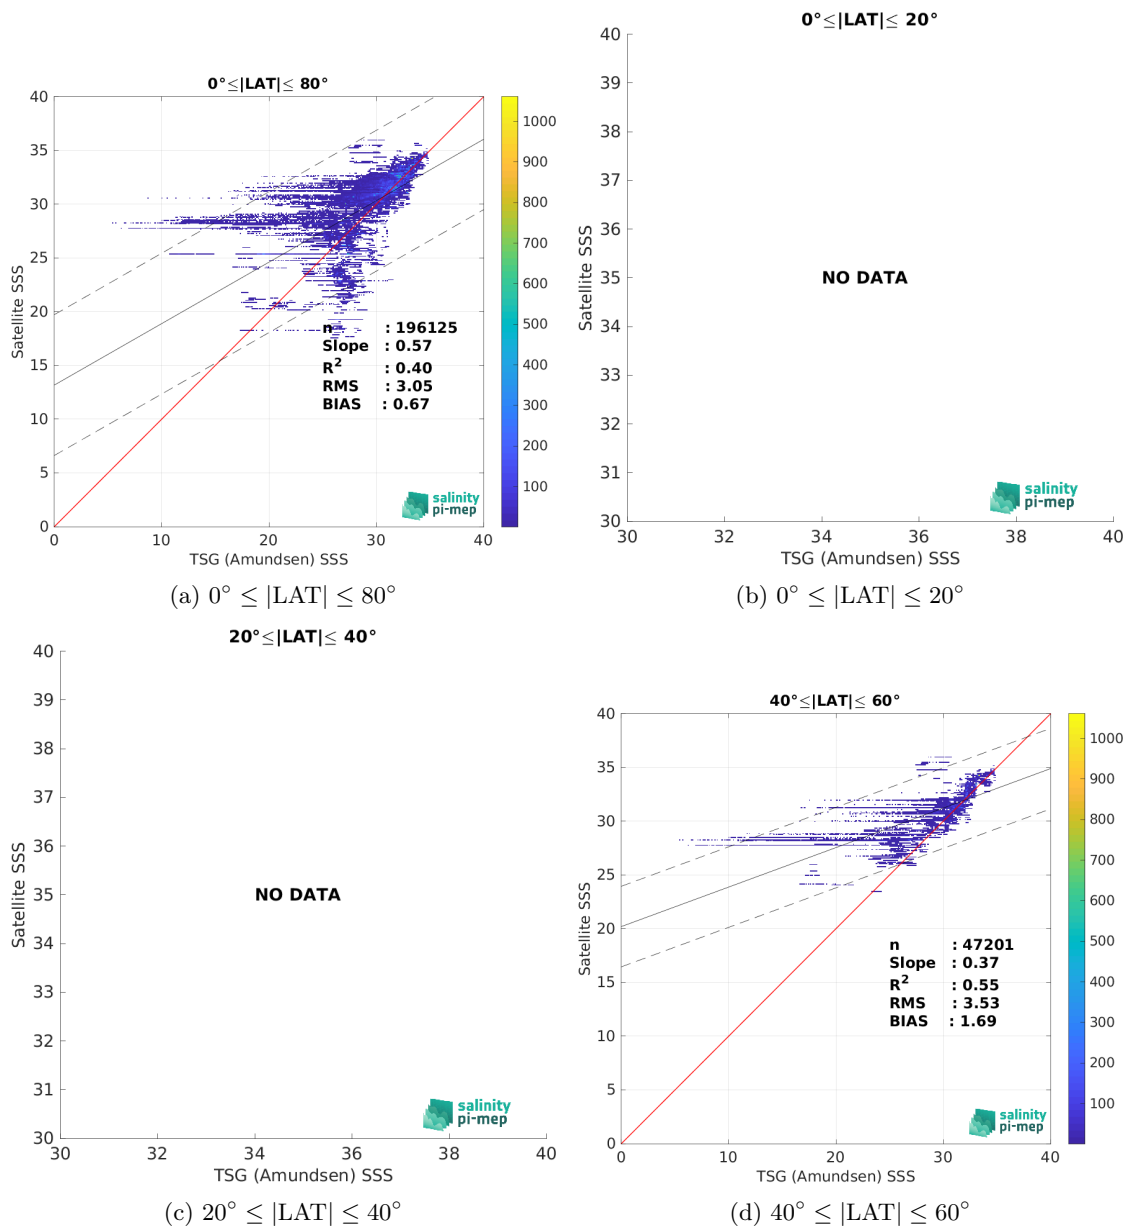 0°≤|LAT|≤ 80°
40
35
30
25
20
15
10
5
0
0
10
20
30
40
Satellite SSS
TSG (Amundsen) SSS
n : 196125
Slope : 0.57
R² : 0.40
RMS : 3.05
BIAS : 0.67
salinity
pi-mep
1000
900
800
700
600
500
400
300
200
100
(a) 0° ≤ |LAT| ≤ 80°
0°≤|LAT|≤ 20°
40
39
38
37
36
35
34
33
32
31
30
30
32
34
36
38
40
Satellite SSS
TSG (Amundsen) SSS
NO DATA
salinity
pi-mep
(b) 0° ≤ |LAT| ≤ 20°
20°≤|LAT|≤ 40°
40
39
38
37
36
35
34
33
32
31
30
30
32
34
36
38
40
Satellite SSS
TSG (Amundsen) SSS
NO DATA
salinity
pi-mep
(c) 20° ≤ |LAT| ≤ 40°
40°≤|LAT|≤ 60°
40
35
30
25
20
15
10
5
0
0
10
20
30
40
Satellite SSS
TSG (Amundsen) SSS
n : 47201
Slope : 0.37
R² : 0.55
RMS : 3.53
BIAS : 1.69
salinity
pi-mep
1000
900
800
700
600
500
400
300
200
100
(d) 40° ≤ |LAT| ≤ 60°